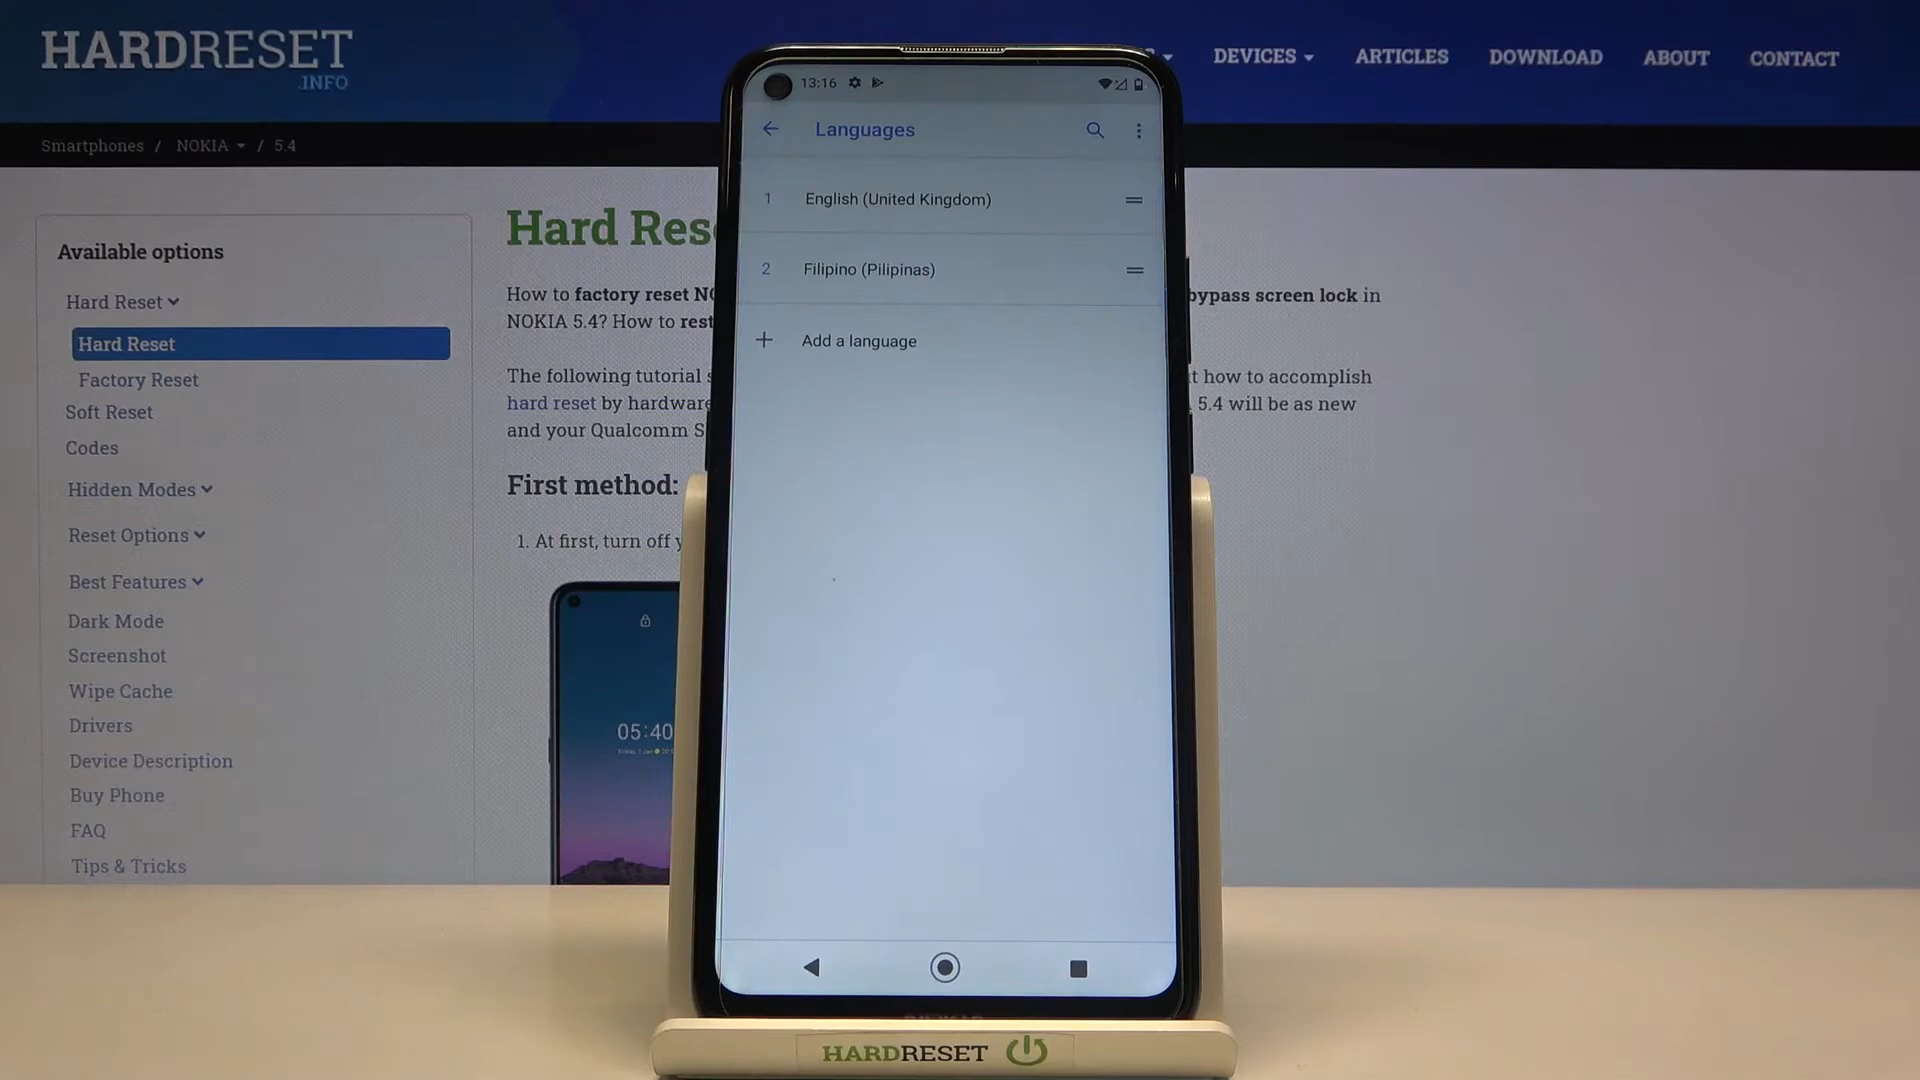 HARDRESET
.INFO
DEVICES
ARTICLES
DOWNLOAD
ABOUT
CONTACT
Smartphones / NOKIA / 5.4
Available options
Hard Reset
Hard Reset
Factory Reset
Soft Reset
Codes
Hidden Modes
Reset Options
Best Features
Dark Mode
Screenshot
Wipe Cache
Drivers
Device Description
Buy Phone
FAQ
Tips & Tricks
Hard Res
How to factory reset NO
bypass screen lock in
NOKIA 5.4? How to rest
The following tutorial s
t how to accomplish
hard reset by hardware
5.4 will be as new
and your Qualcomm S
First method:
1. At first, turn off y
05:40
13:16
Languages
1 English (United Kingdom)
2 Filipino (Pilipinas)
+ Add a language
HARDRESET